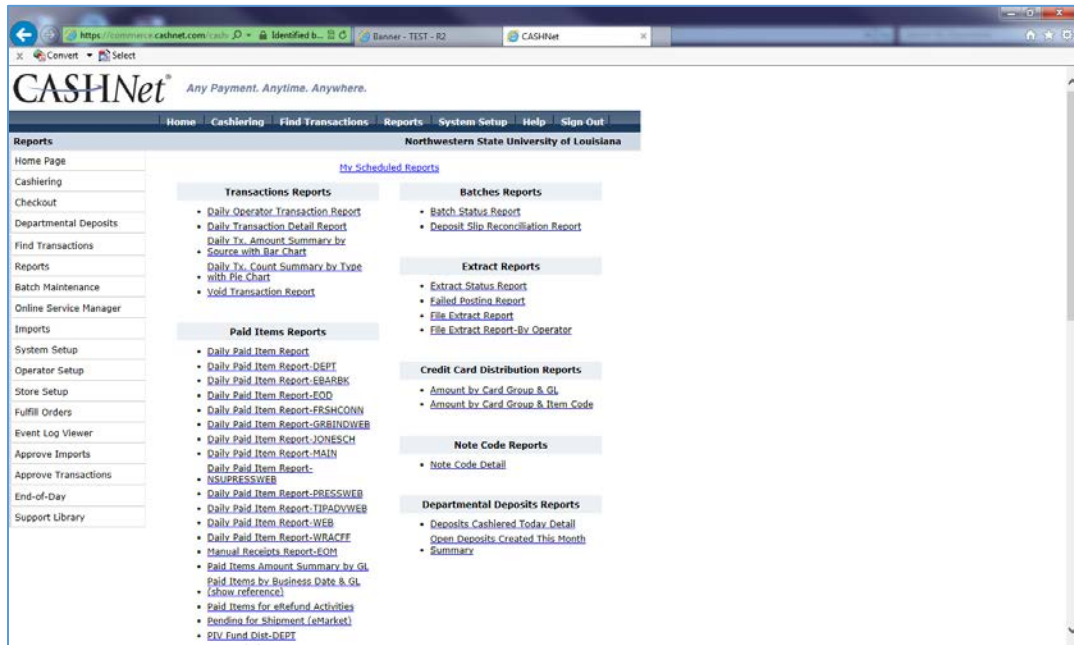 https://commerce.cashnet.com/cash
Identified b...
Banner - TEST - R2
CASHNet
x Convert Select
CASHNet® Any Payment. Anytime. Anywhere.
Home Cashiering Find Transactions Reports System Setup Help Sign Out
Reports Northwestern State University of Louisiana
Home Page
Cashiering
Checkout
Departmental Deposits
Find Transactions
Reports
Batch Maintenance
Online Service Manager
Imports
System Setup
Operator Setup
Store Setup
Fulfill Orders
Event Log Viewer
Approve Imports
Approve Transactions
End-of-Day
Support Library
My Scheduled Reports
Transactions Reports
• Daily Operator Transaction Report
• Daily Transaction Detail Report
Daily Tx. Amount Summary by
• Source with Bar Chart
Daily Tx. Count Summary by Type
• with Pie Chart
• Void Transaction Report
Paid Items Reports
• Daily Paid Item Report
• Daily Paid Item Report-DEPT
• Daily Paid Item Report-EBARBK
• Daily Paid Item Report-EOD
• Daily Paid Item Report-FRSHCONN
• Daily Paid Item Report-GRBINDWEB
• Daily Paid Item Report-JONESCH
• Daily Paid Item Report-MAIN
Daily Paid Item Report-
• NSUPRESSWEB
• Daily Paid Item Report-PRESSWEB
• Daily Paid Item Report-TIPADVWEB
• Daily Paid Item Report-WEB
• Daily Paid Item Report-WRACFF
• Manual Receipts Report-EOM
• Paid Items Amount Summary by GL
Paid Items by Business Date & GL
• (show reference)
• Paid Items for eRefund Activities
• Pending for Shipment (eMarket)
• PIV Fund Dist-DEPT
Batches Reports
• Batch Status Report
• Deposit Slip Reconciliation Report
Extract Reports
• Extract Status Report
• Failed Posting Report
• File Extract Report
• File Extract Report-By Operator
Credit Card Distribution Reports
• Amount by Card Group & GL
• Amount by Card Group & Item Code
Note Code Reports
• Note Code Detail
Departmental Deposits Reports
• Deposits Cashiered Today Detail
Open Deposits Created This Month
• Summary